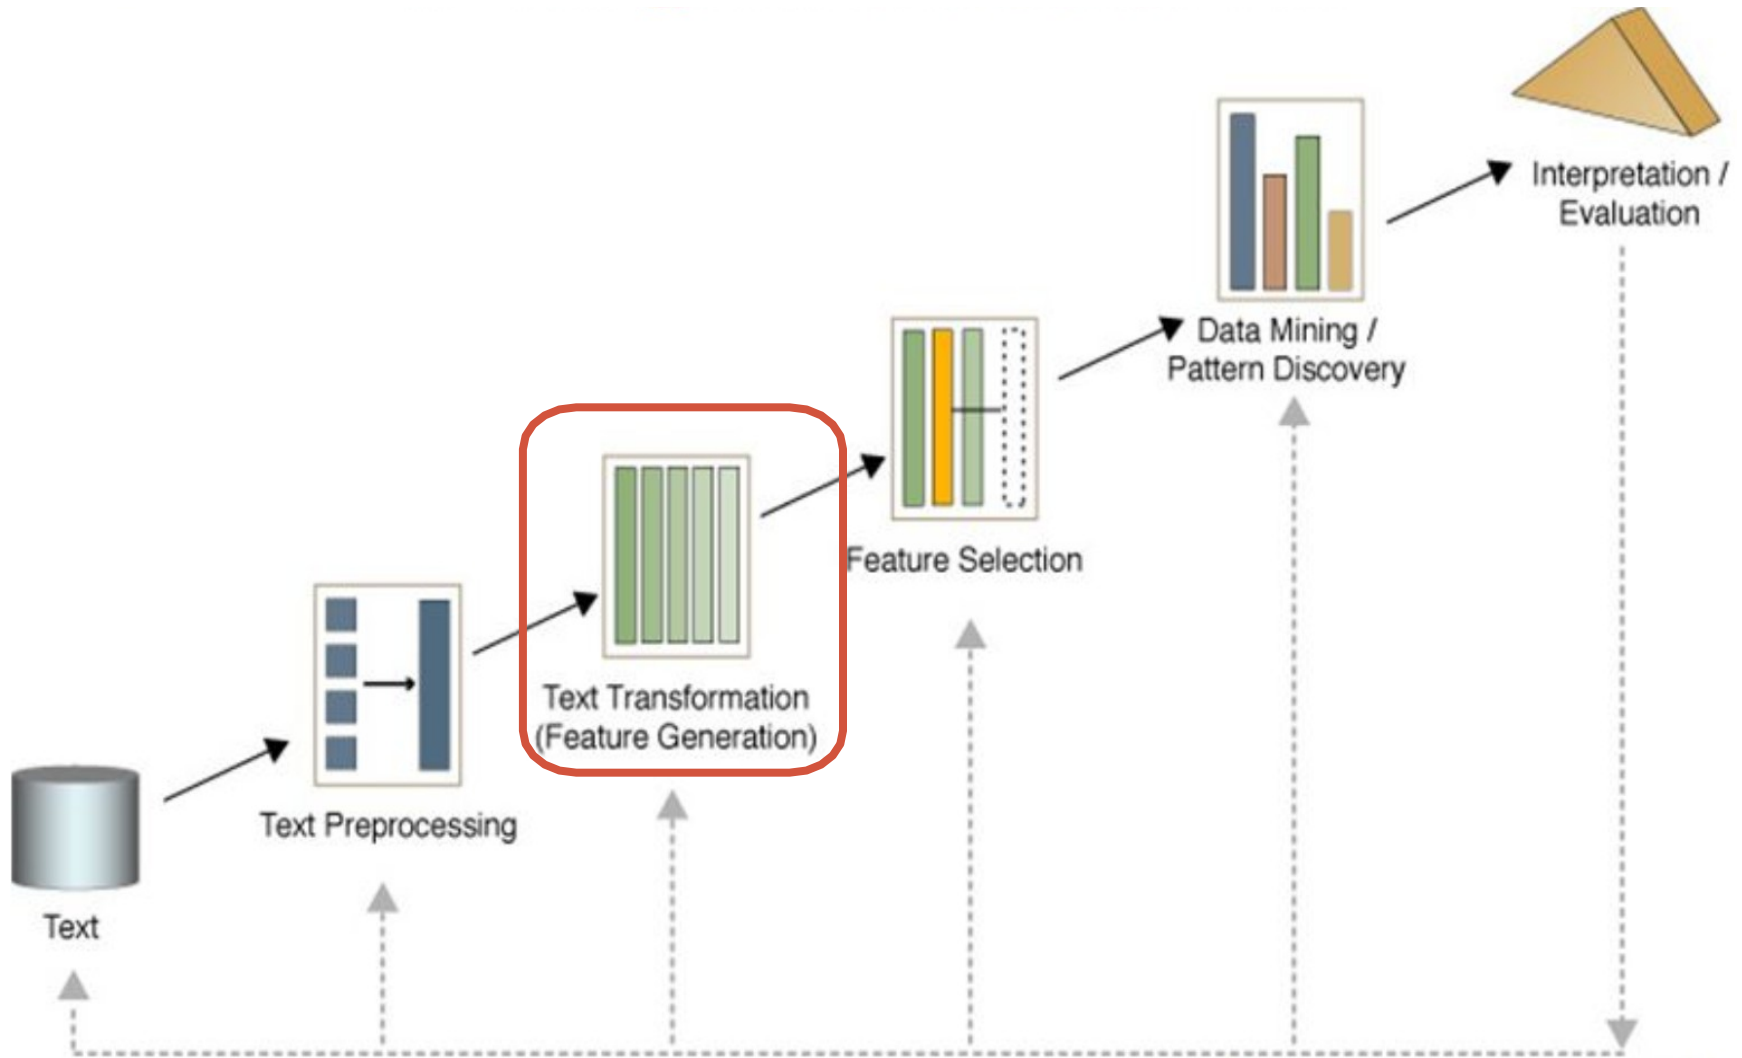 Text
Text Preprocessing
Text Transformation
(Feature Generation)
Feature Selection
Data Mining /
Pattern Discovery
Interpretation /
Evaluation